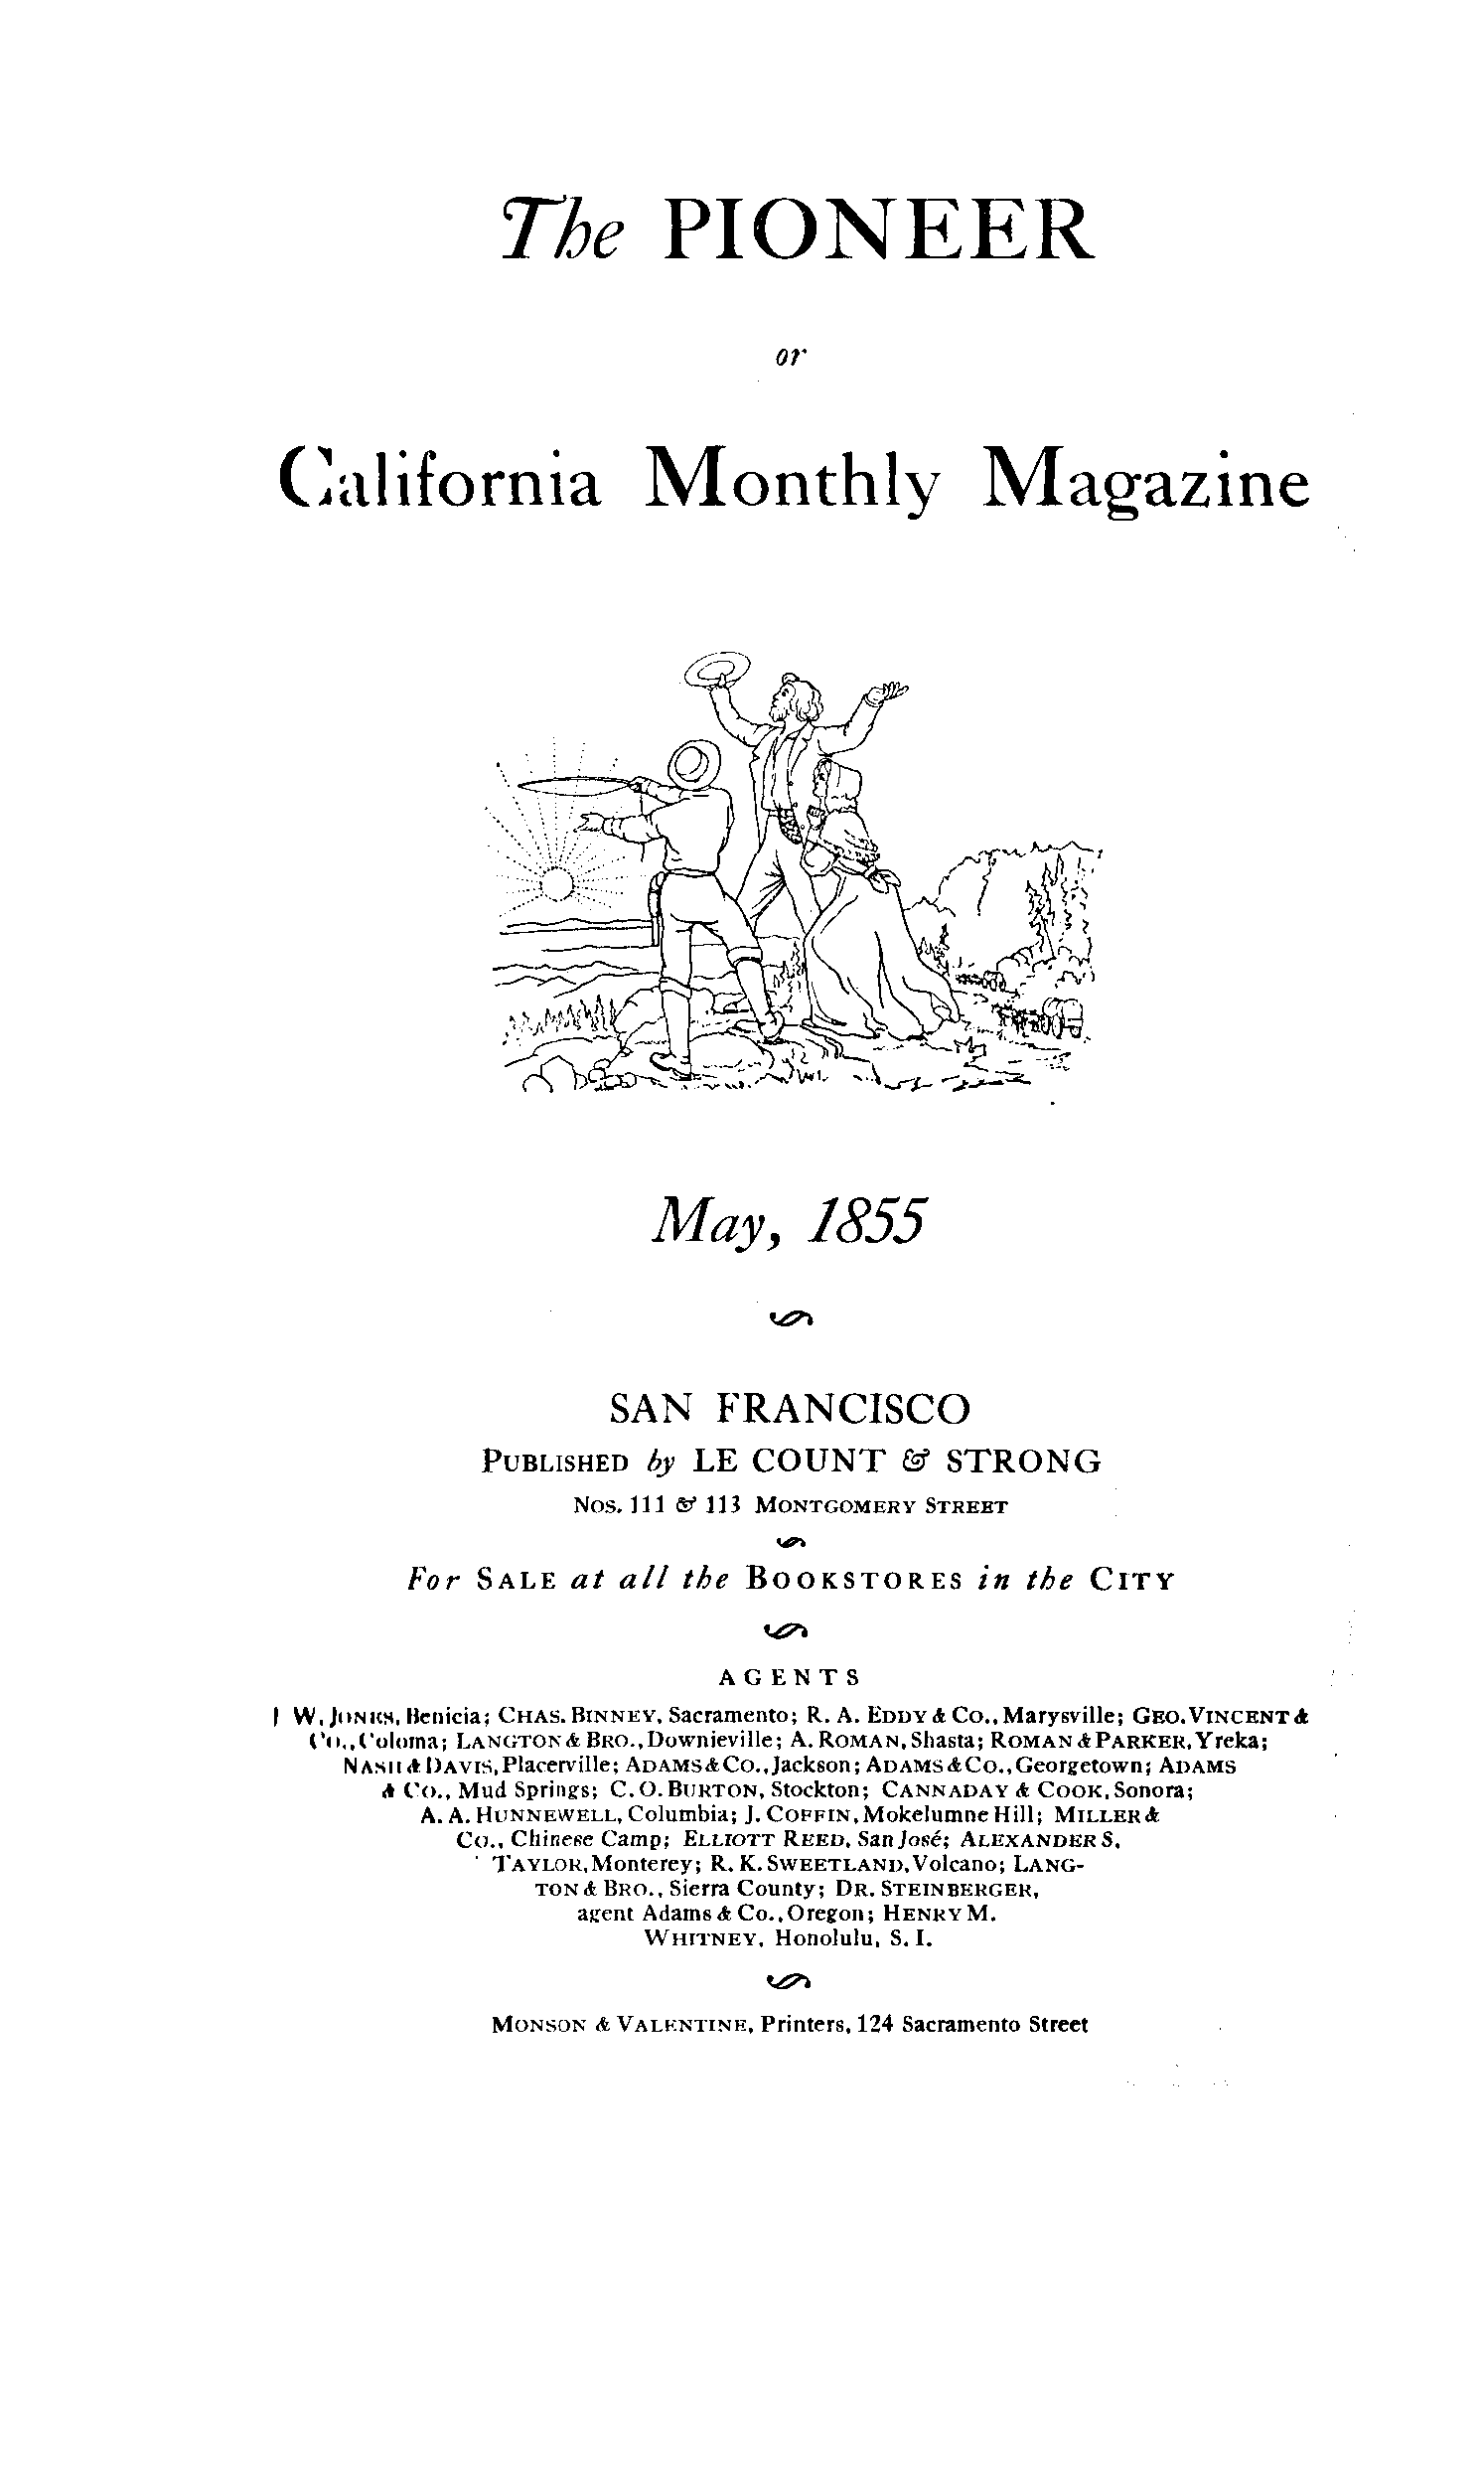 The PIONEER
or
California Monthly Magazine
May, 1855
SAN FRANCISCO
PUBLISHED by LE COUNT & STRONG
NOS. 111 & 113 MONTGOMERY STREET
For SALE at all the BOOKSTORES in the CITY
AGENTS
W. JONES, Benicia; CHAS. BINNEY, Sacramento; R. A. EDDY & CO., Marysville; GEO. VINCENT &
CO., Coloma; LANGTON & BRO., Downieville; A. ROMAN, Shasta; ROMAN & PARKER, Yreka;
NASH & DAVIS, Placerville; ADAMS & CO., Jackson; ADAMS & CO., Georgetown; ADAMS
& CO., Mud Springs; C. O. BURTON, Stockton; CANNADAY & COOK, Sonora;
A. A. HUNNEWELL, Columbia; J. COFFIN, Mokelumne Hill; MILLER &
CO., Chinese Camp; ELLIOTT REED, San José; ALEXANDER S.
TAYLOR, Monterey; R. K. SWEETLAND, Volcano; LANG-
TON & BRO., Sierra County; DR. STEINBERGER,
agent Adams & Co., Oregon; HENRY M.
WHITNEY, Honolulu, S. I.
MONSON & VALENTINE, Printers, 124 Sacramento Street